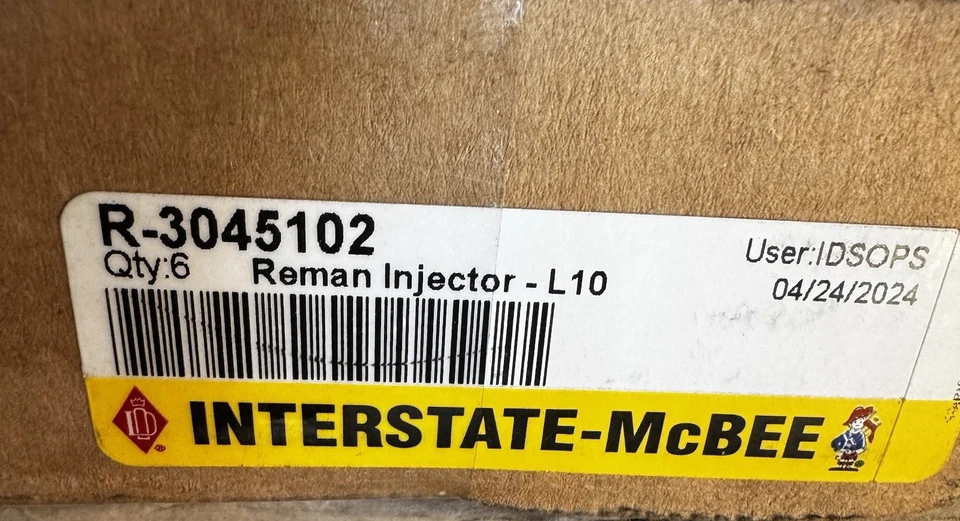 R-3045102
Qty:6 Reman Injector - L10
User:IDSOPS
04/24/2024
INTERSTATE-McBEE